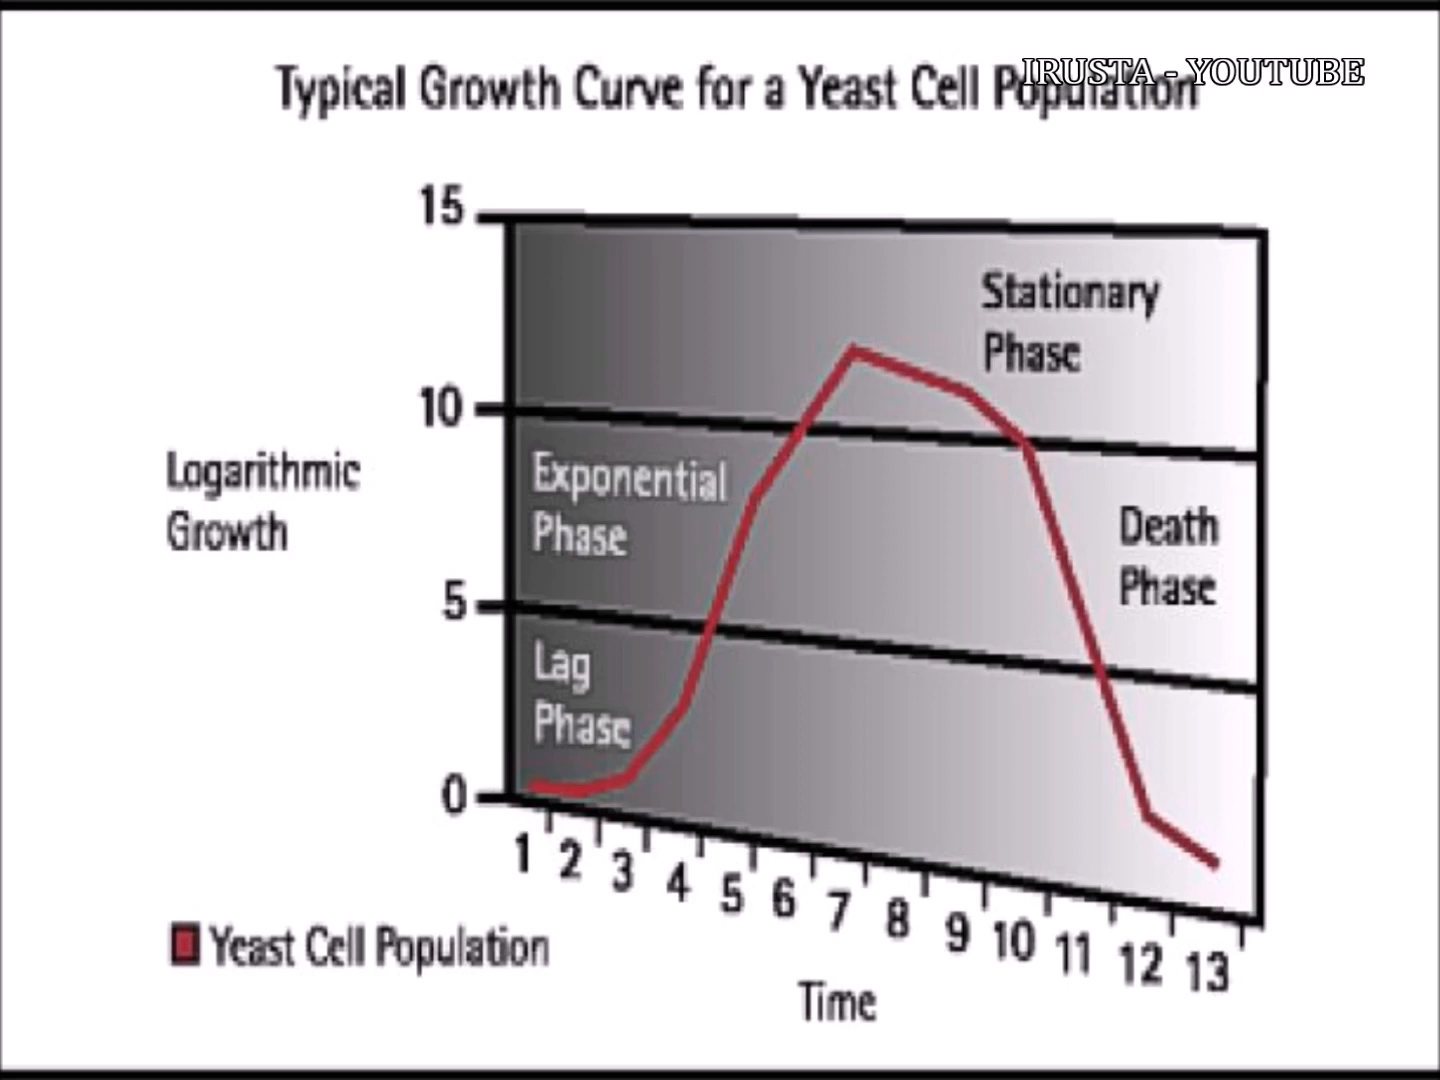 IRUSTA - YOUTUBE
Typical Growth Curve for a Yeast Cell Population
15
Stationary
Phase
10
Logarithmic
Growth
Exponential
Phase
Death
Phase
5
Lag
Phase
0
1 2 3 4 5 6 7 8 9 10 11 12 13
Yeast Cell Population
Time